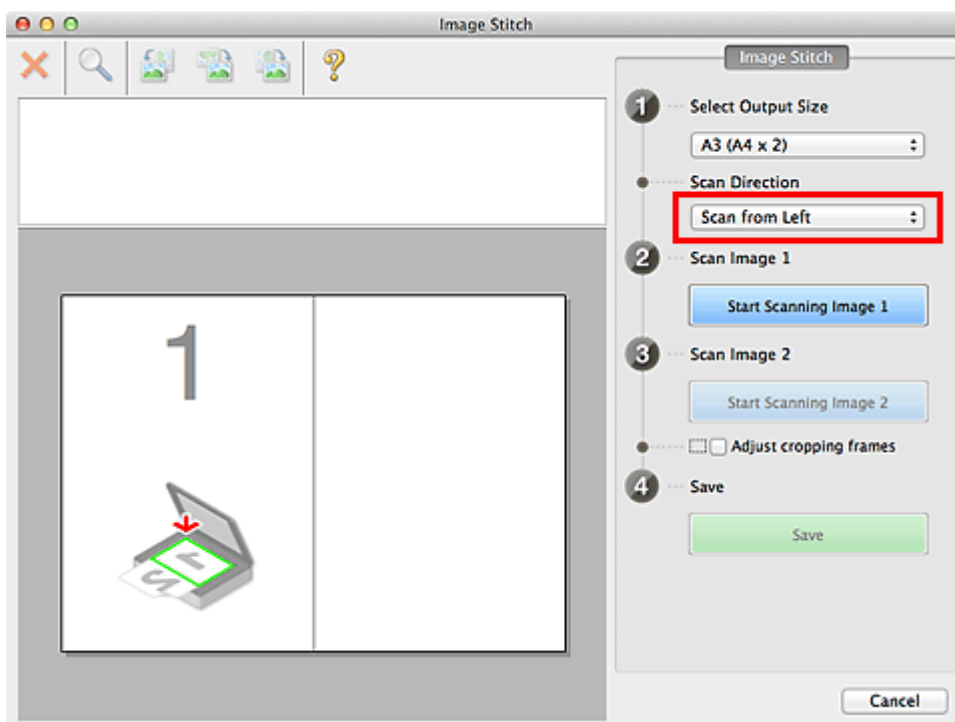 Image Stitch
Image Stitch
1 Select Output Size
A3 (A4 x 2)
Scan Direction
Scan from Left
2 Scan Image 1
Start Scanning Image 1
3 Scan Image 2
Start Scanning Image 2
Adjust cropping frames
4 Save
Save
Cancel
1
1
2
?